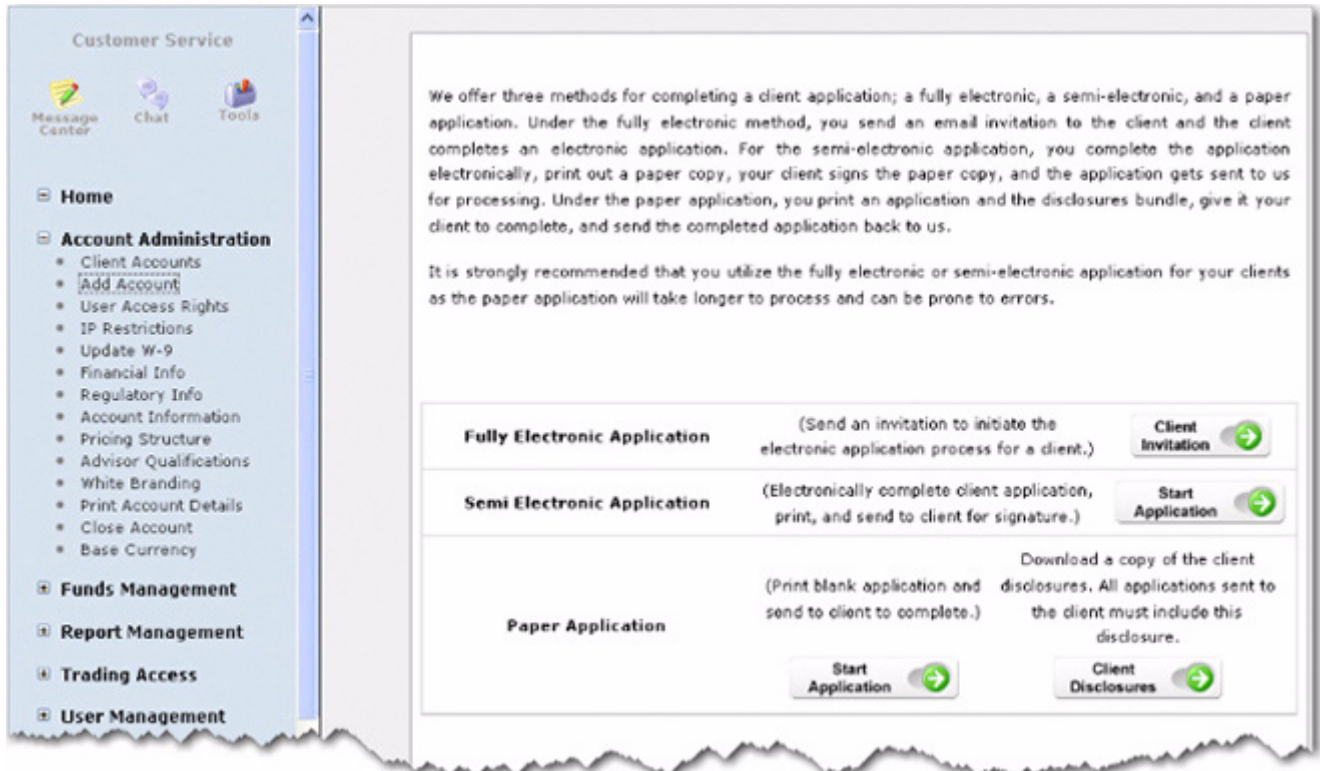 Customer Service
Message
Center
Chat
Tools
Home
Account Administration
Client Accounts
Add Account
User Access Rights
IP Restrictions
Update W-9
Financial Info
Regulatory Info
Account Information
Pricing Structure
Advisor Qualifications
White Branding
Print Account Details
Close Account
Base Currency
Funds Management
Report Management
Trading Access
User Management
We offer three methods for completing a client application; a fully electronic, a semi-electronic, and a paper
application. Under the fully electronic method, you send an email invitation to the client and the client
completes an electronic application. For the semi-electronic application, you complete the application
electronically, print out a paper copy, your client signs the paper copy, and the application gets sent to us
for processing. Under the paper application, you print an application and the disclosures bundle, give it your
client to complete, and send the completed application back to us.
It is strongly recommended that you utilize the fully electronic or semi-electronic application for your clients
as the paper application will take longer to process and can be prone to errors.
Fully Electronic Application
(Send an invitation to initiate the
electronic application process for a client.)
Client
Invitation
Semi Electronic Application
(Electronically complete client application,
print, and send to client for signature.)
Start
Application
Paper Application
(Print blank application and
send to client to complete.)
Start
Application
Download a copy of the client
disclosures. All applications sent to
the client must include this
disclosure.
Client
Disclosures